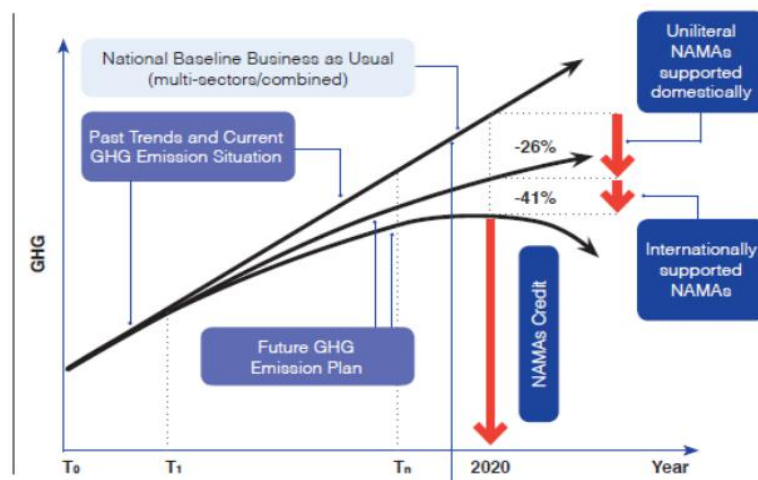 National Baseline Business as Usual
(multi-sectors/combined)
Uniliteral
NAMAs
supported
domestically
Past Trends and Current
GHG Emission Situation
-26%
-41%
GHG
Internationally
supported
NAMAs
NAMAs Credit
Future GHG
Emission Plan
T₀
T₁
Tₙ
2020
Year